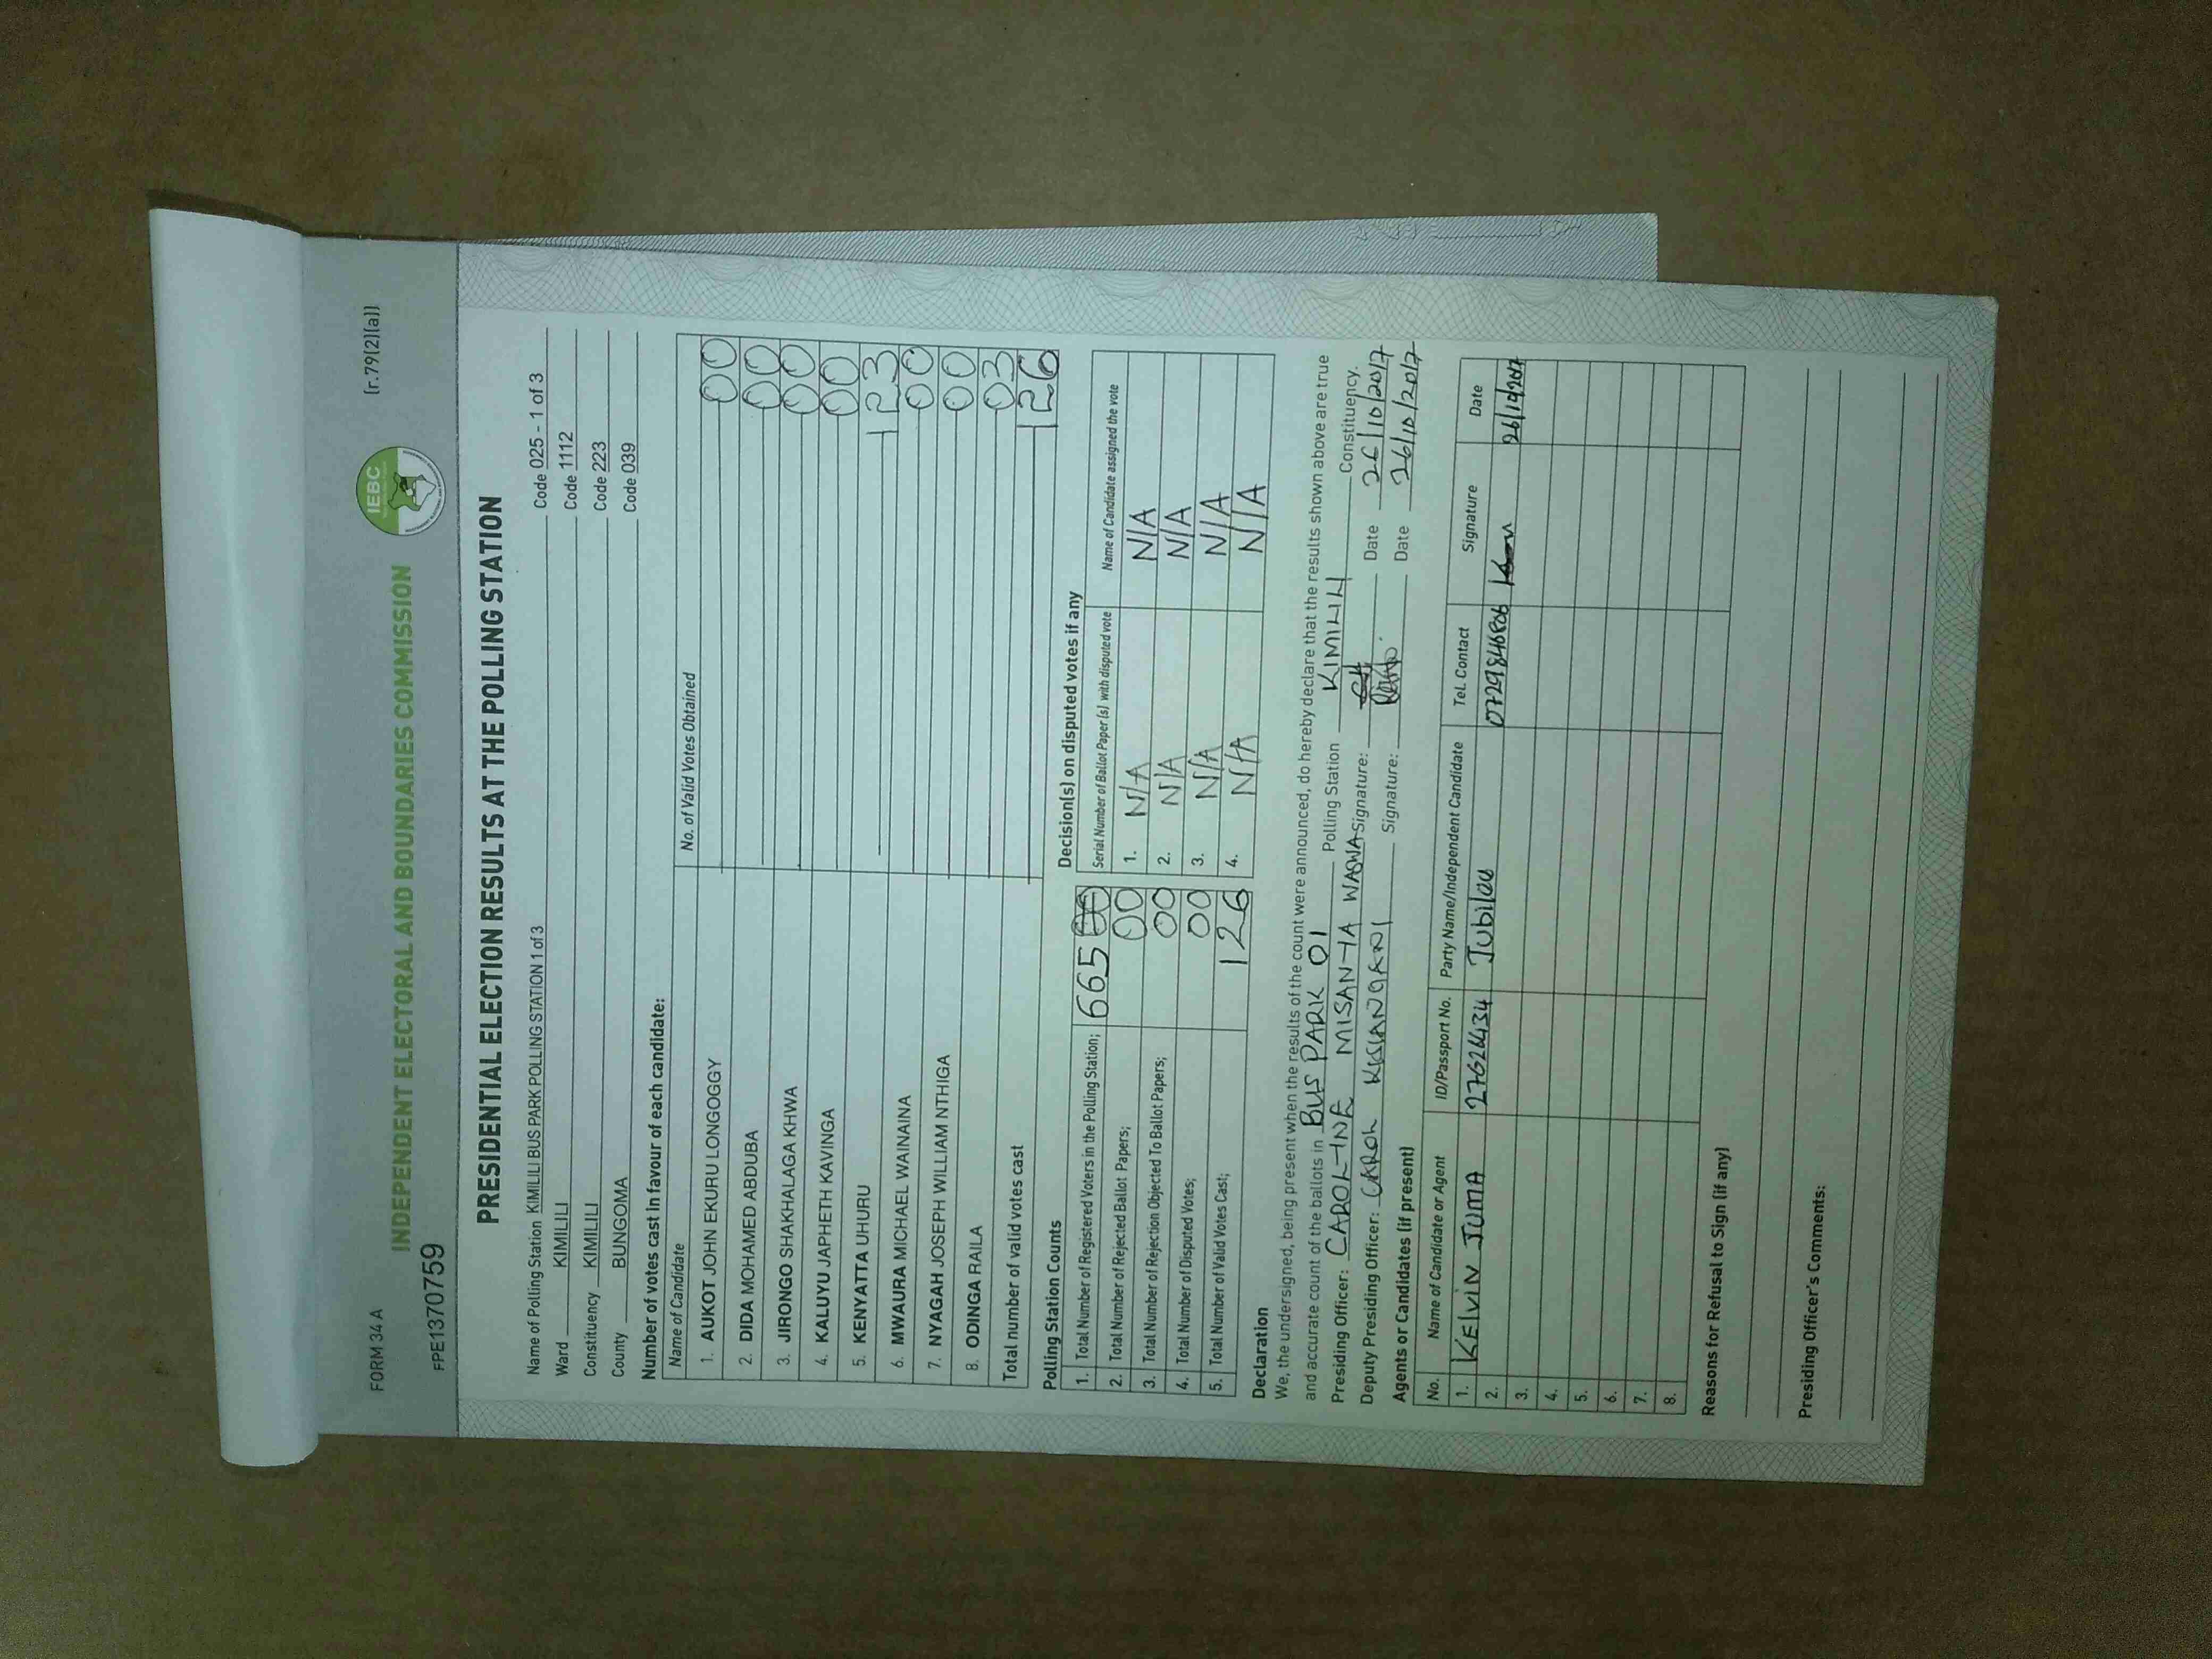 FORM 34 A
[r.79(2)(a)]
IEBC
INDEPENDENT ELECTORAL AND BOUNDARIES COMMISSION
FPE1370759
PRESIDENTIAL ELECTION RESULTS AT THE POLLING STATION
Name of Polling Station KIMILILI BUS PARK POLLING STATION 1 of 3 Code 025 - 1 of 3
Ward KIMILILI Code 1112
Constituency KIMILILI Code 223
County BUNGOMA Code 039
Number of votes cast in favour of each candidate:
Name of Candidate No. of Valid Votes Obtained
1. AUKOT JOHN EKURU LONGOGGY 00
2. DIDA MOHAMED ABDUBA 00
3. JIRONGO SHAKHALAGA KHWA 00
4. KALUYU JAPHETH KAVINGA 00
5. KENYATTA UHURU 123
6. MWAURA MICHAEL WAINAINA 00
7. NYAGAH JOSEPH WILLIAM NTHIGA 00
8. ODINGA RAILA 03
Total number of valid votes cast 126
Polling Station Counts
1. Total Number of Registered Voters in the Polling Station; 665
2. Total Number of Rejected Ballot Papers; 00
3. Total Number of Rejection Objected To Ballot Papers; 00
4. Total Number of Disputed Votes; 00
5. Total Number of Valid Votes Cast; 126
Decision(s) on disputed votes if any
Serial Number of Ballot Paper (s) with disputed vote Name of Candidate assigned the vote
1. N/A N/A
2. N/A N/A
3. N/A N/A
4. N/A N/A
Declaration
We, the undersigned, being present when the results of the count were announced, do hereby declare that the results shown above are true
and accurate count of the ballots in BUS PARK 01 Polling Station KIMILILI Constituency.
Presiding Officer: CAROLINE MISANYA WASWA Signature: Date 26/10/2017
Deputy Presiding Officer: CAROL Signature: Date 26/10/2017
Agents or Candidates (if present)
No. Name of Candidate or Agent ID/Passport No. Party Name/Independent Candidate Tel. Contact Signature Date
1. KELVIN JUMA 27624434 Jubilee 0729846806 26/10/2017
2.
3.
4.
5.
6.
7.
8.
Reasons for Refusal to Sign (if any)
Presiding Officer's Comments: